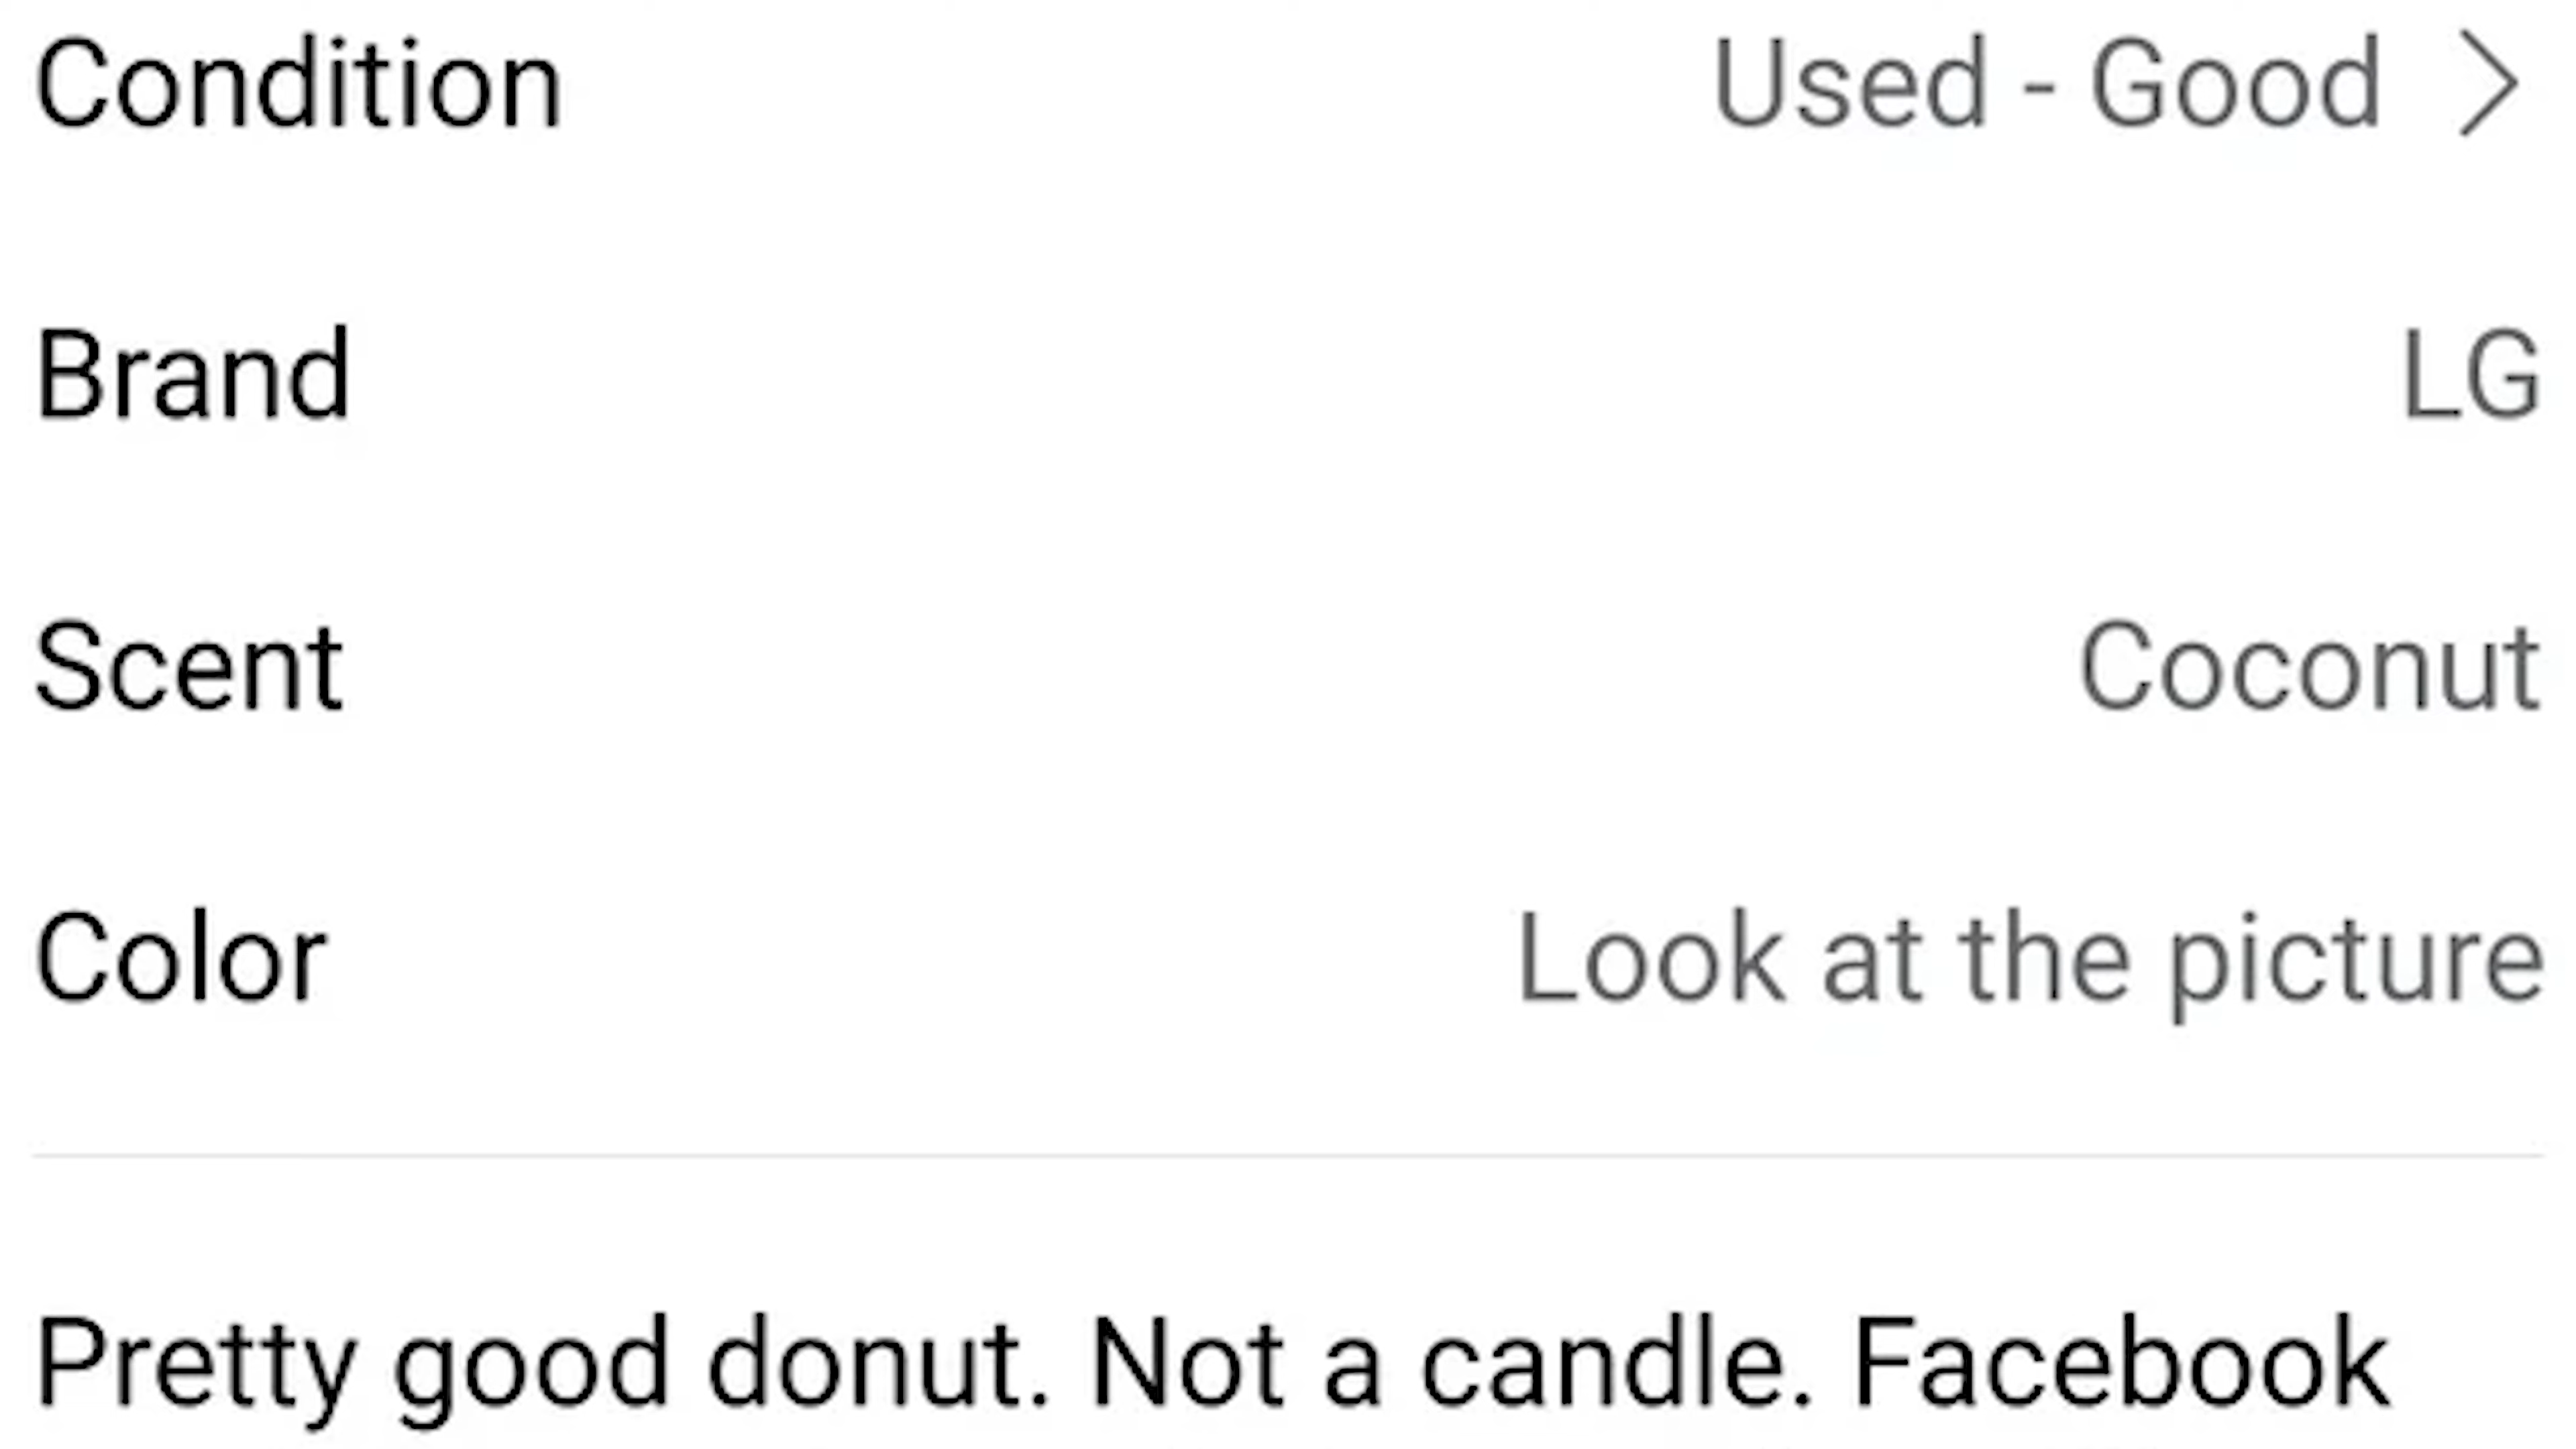 Condition Used - Good >
Brand LG
Scent Coconut
Color Look at the picture
Pretty good donut. Not a candle. Facebook